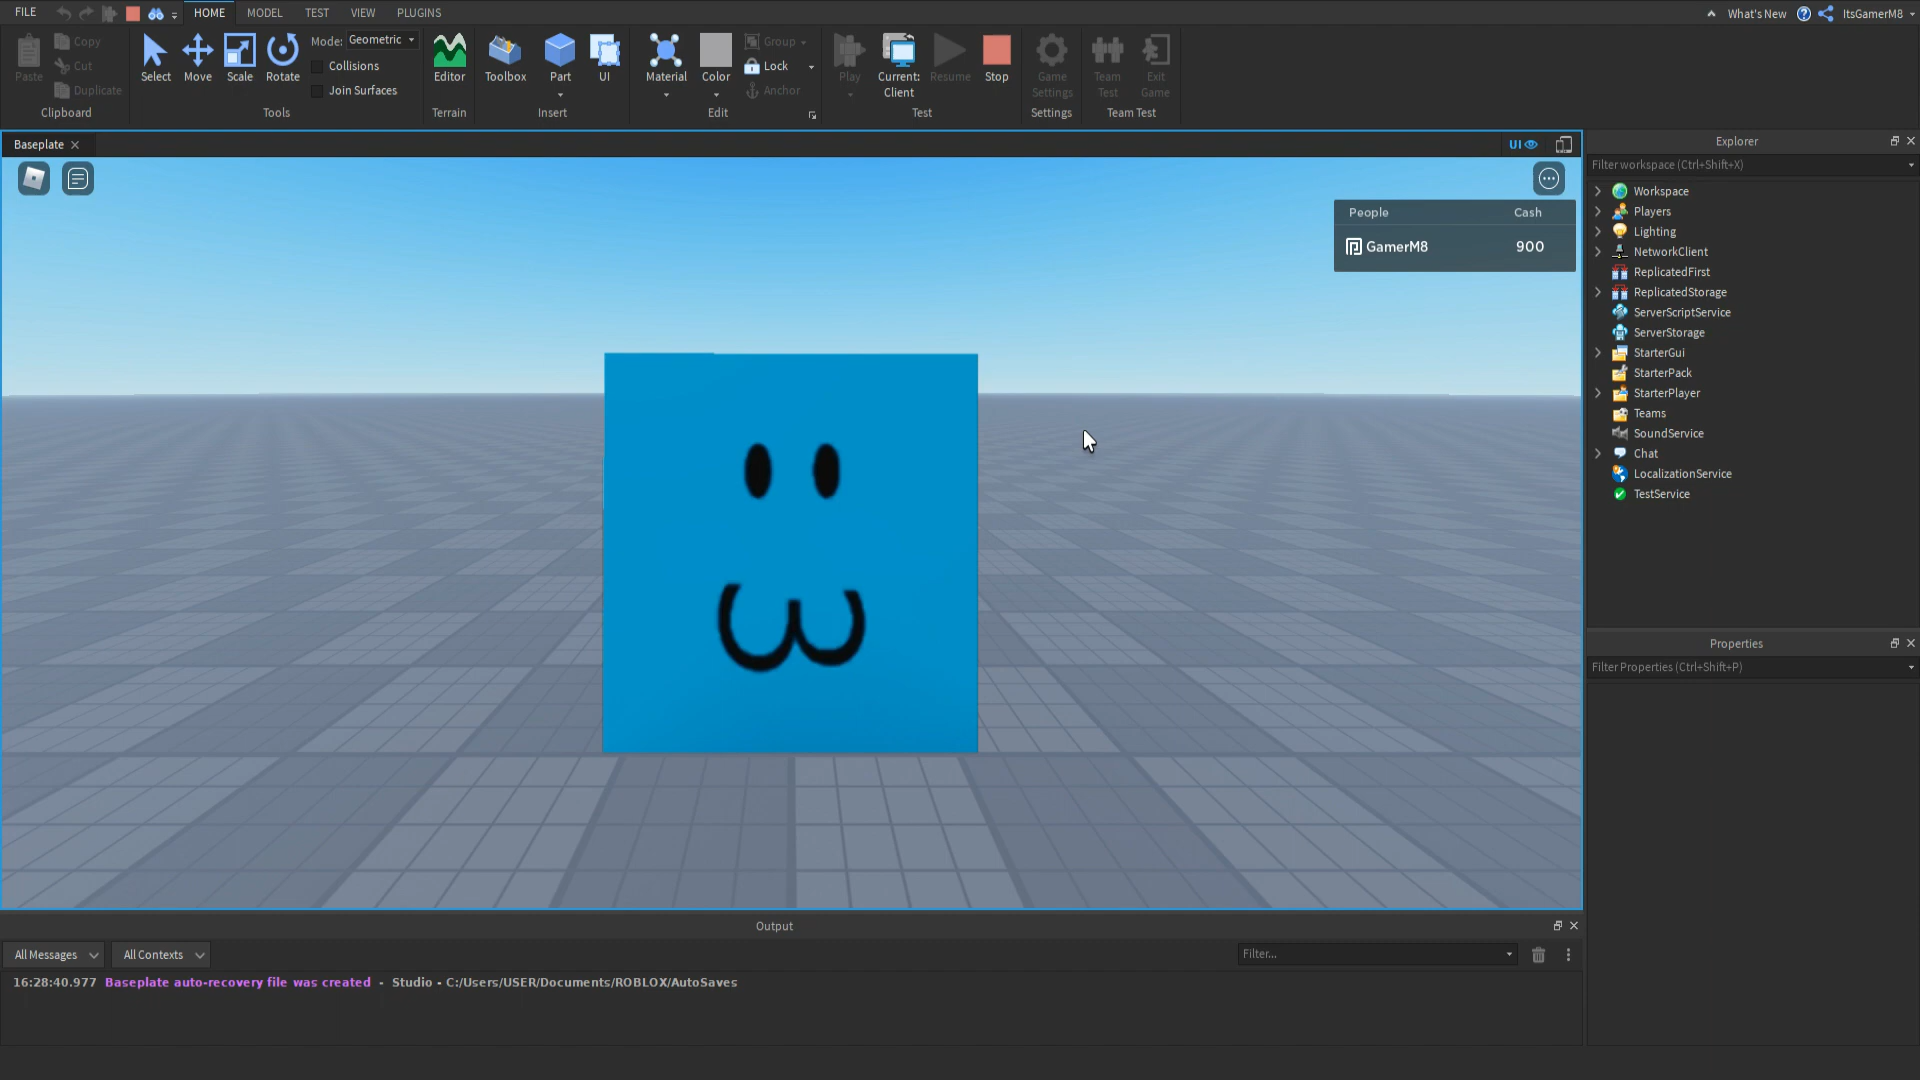 FILE HOME MODEL TEST VIEW PLUGINS What's New ItsGamerM8
Paste Copy Cut Duplicate
Clipboard
Select Move Scale Rotate
Mode: Geometric
Collisions
Join Surfaces
Tools
Editor
Terrain
Toolbox Part UI
Insert
Material Color
Group
Lock
Anchor
Edit
Play Current: Client Resume Stop
Test
Game Settings
Settings
Team Test Exit Game
Team Test
Baseplate
UI
People Cash
GamerM8 900
Explorer
Filter workspace (Ctrl+Shift+X)
Workspace
Players
Lighting
NetworkClient
ReplicatedFirst
ReplicatedStorage
ServerScriptService
ServerStorage
StarterGui
StarterPack
StarterPlayer
Teams
SoundService
Chat
LocalizationService
TestService
Properties
Filter Properties (Ctrl+Shift+P)
Output
All Messages All Contexts Filter...
16:28:40.977 Baseplate auto-recovery file was created - Studio - C:/Users/USER/Documents/ROBLOX/AutoSaves